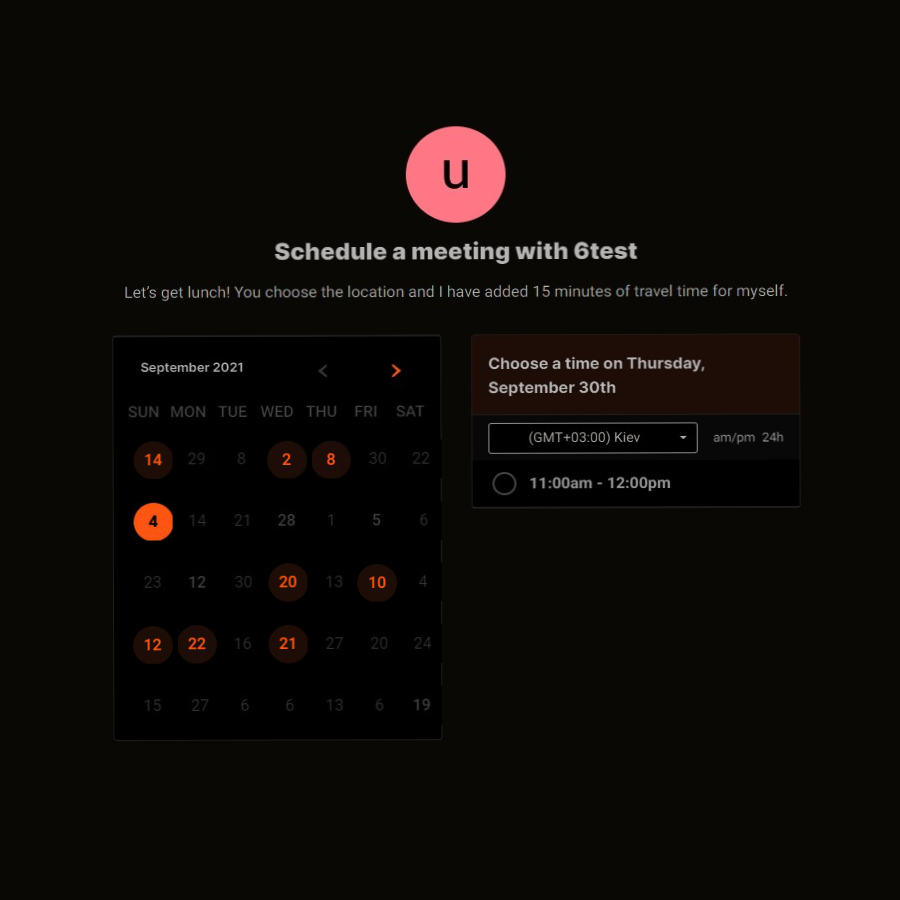 u
Schedule a meeting with 6test
Let's get lunch! You choose the location and I have added 15 minutes of travel time for myself.
September 2021
SUN MON TUE WED THU FRI SAT
14 29 8 2 8 30 22
4 14 21 28 1 5 6
23 12 30 20 13 10 4
12 22 16 21 27 20 24
15 27 6 6 13 6 19
Choose a time on Thursday,
September 30th
(GMT+03:00) Kiev am/pm 24h
11:00am - 12:00pm